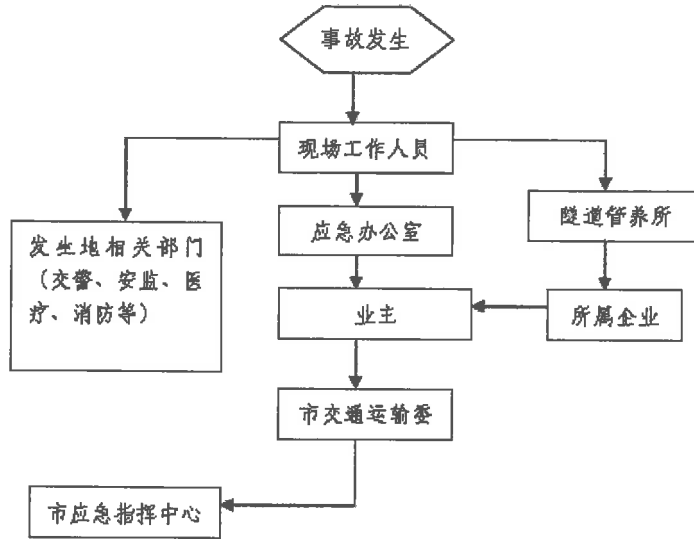 事故发生
现场工作人员
发生地相关部门
（交警、安监、医
疗、消防等）
应急办公室
隧道管养所
业主
所属企业
市交通运输委
市应急指挥中心